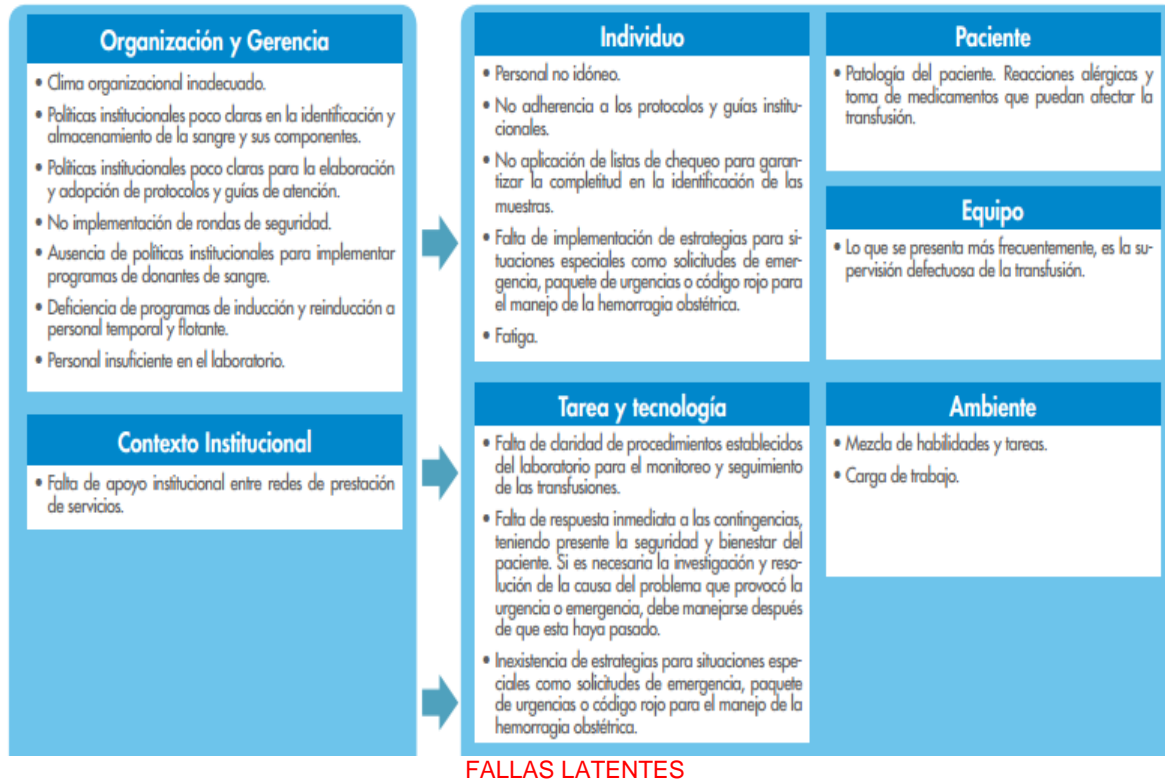 Organización y Gerencia
• Clima organizacional inadecuado.
• Políticas institucionales poco claras en la identificación y
almacenamiento de la sangre y sus componentes.
• Políticas institucionales poco claras para la elaboración
y adopción de protocolos y guías de atención.
• No implementación de rondas de seguridad.
• Ausencia de políticas institucionales para implementar
programas de donantes de sangre.
• Deficiencia de programas de inducción y reinducción a
personal temporal y flotante.
• Personal insuficiente en el laboratorio.
Contexto Institucional
• Falta de apoyo institucional entre redes de prestación
de servicios.
Individuo
• Personal no idóneo.
• No adherencia a los protocolos y guías institu-
cionales.
• No aplicación de listas de chequeo para garan-
tizar la completitud en la identificación de las
muestras.
• Falta de implementación de estrategias para si-
tuaciones especiales como solicitudes de emer-
gencia, paquete de urgencias o código rojo para
el manejo de la hemorragia obstétrica.
• Fatiga.
Paciente
• Patología del paciente. Reacciones alérgicas y
toma de medicamentos que puedan afectar la
transfusión.
Equipo
• Lo que se presenta más frecuentemente, es la su-
pervisión defectuosa de la transfusión.
Tarea y tecnología
• Falta de claridad de procedimientos establecidos
del laboratorio para el monitoreo y seguimiento
de las transfusiones.
• Falta de respuesta inmediata a las contingencias,
teniendo presente la seguridad y bienestar del
paciente. Si es necesaria la investigación y reso-
lución de la causa del problema que provocó la
urgencia o emergencia, debe manejarse después
de que esta haya pasado.
• Inexistencia de estrategias para situaciones espe-
ciales como solicitudes de emergencia, paquete
de urgencias o código rojo para el manejo de la
hemorragia obstétrica.
Ambiente
• Mezcla de habilidades y tareas.
• Carga de trabajo.
FALLAS LATENTES